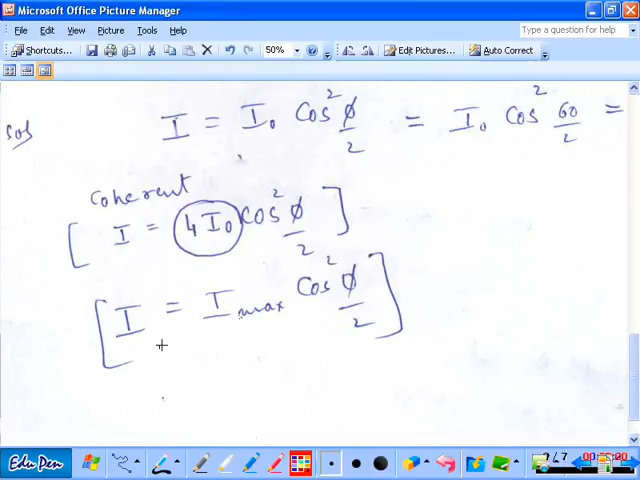 Microsoft Office Picture Manager
File Edit View Picture Tools Help
Type a question for help
Shortcuts... 50% Edit Pictures... Auto Correct
Sol I = I₀ Cos² ϕ/2 = I₀ Cos² 60/2 =
Coherent
[ I = 4I₀ Cos² ϕ/2 ]
[ I = I max Cos² ϕ/2 ]
Edu Pen